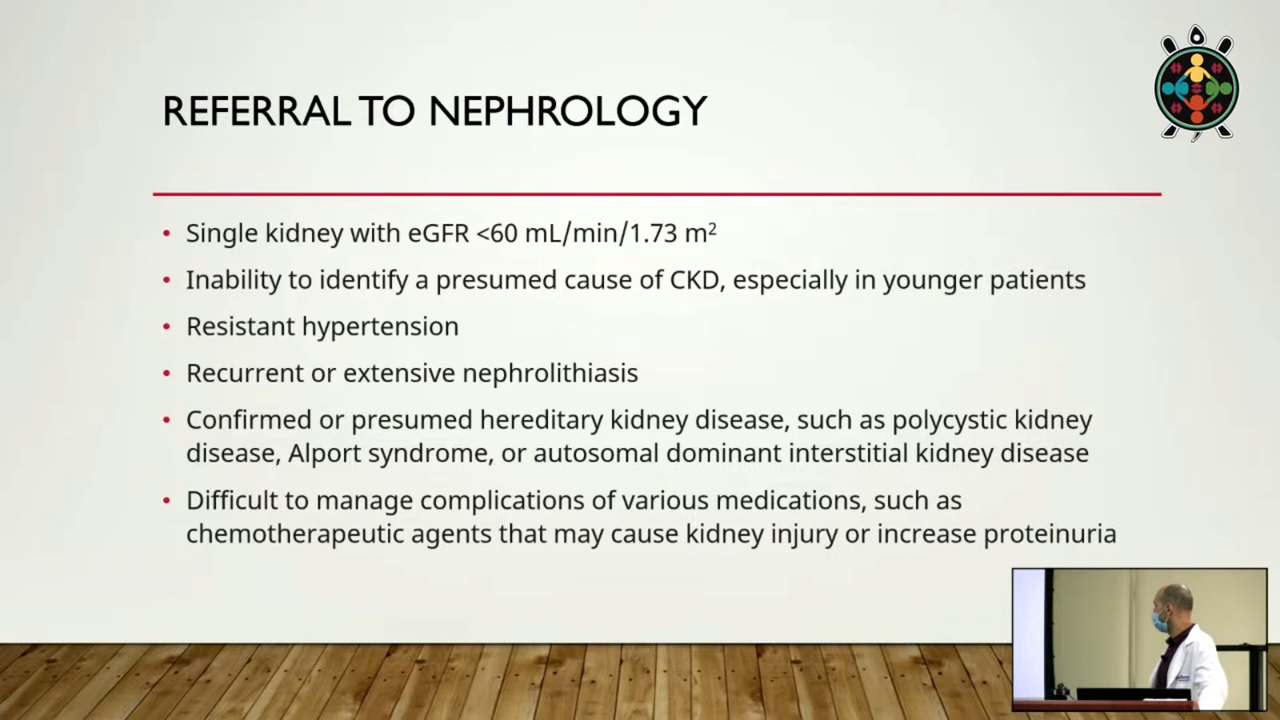 REFERRAL TO NEPHROLOGY
• Single kidney with eGFR <60 mL/min/1.73 m²
• Inability to identify a presumed cause of CKD, especially in younger patients
• Resistant hypertension
• Recurrent or extensive nephrolithiasis
• Confirmed or presumed hereditary kidney disease, such as polycystic kidney
disease, Alport syndrome, or autosomal dominant interstitial kidney disease
• Difficult to manage complications of various medications, such as
chemotherapeutic agents that may cause kidney injury or increase proteinuria